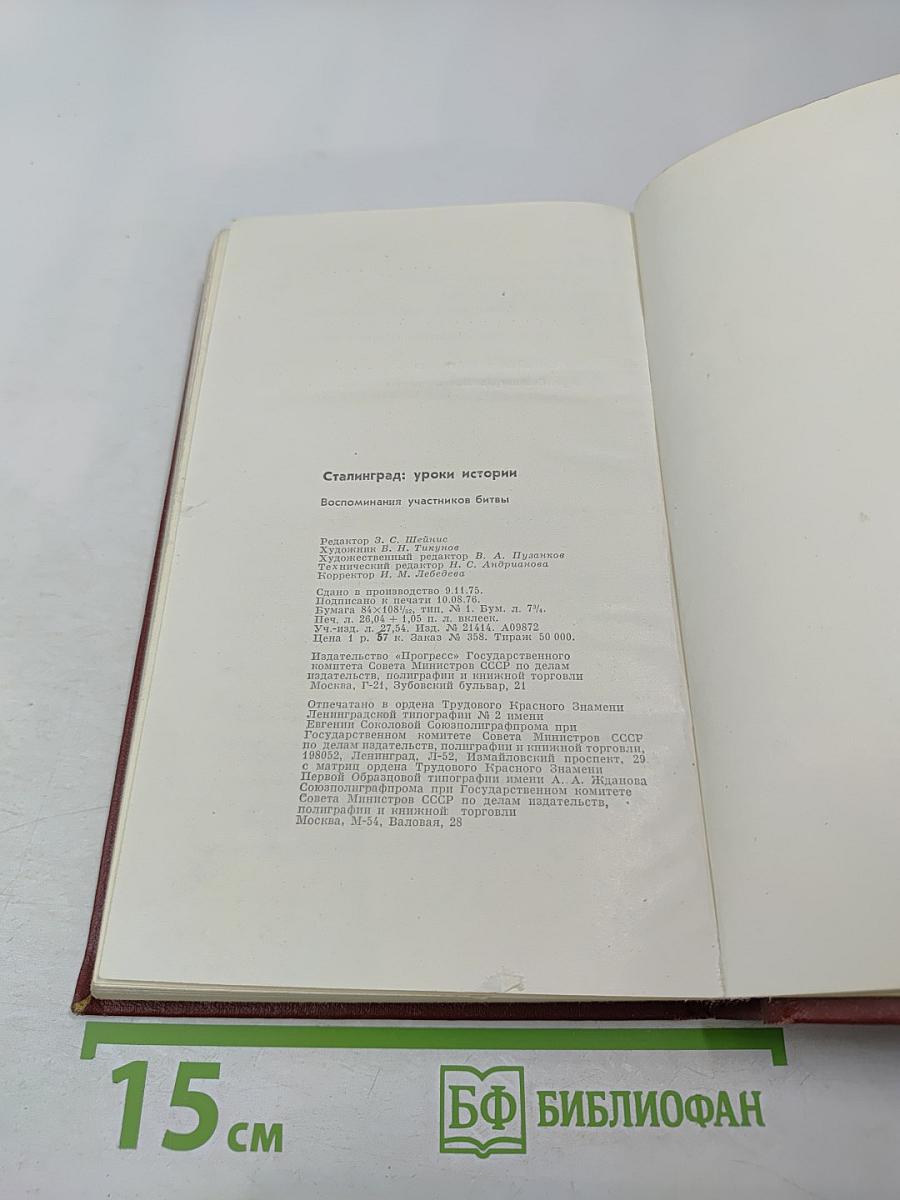 Сталинград: уроки истории
Воспоминания участников битвы
Редактор З. С. Шейнис
Художник В. Н. Тикунов
Художественный редактор В. А. Пузанков
Технический редактор Н. С. Андрианова
Корректор И. М. Лебедева
Сдано в производство 9.11.75.
Подписано к печати 10.08.76.
Бумага 84×108¹/₃₂, тип. № 1. Бум. л. 7³/₄.
Печ. л. 26,04 + 1,05 п. л. вклеек.
Уч.-изд. л. 27,54. Изд. № 21414. А09872
Цена 1 р. 57 к. Заказ № 358. Тираж 50 000.
Издательство «Прогресс» Государственного
комитета Совета Министров СССР по делам
издательств, полиграфии и книжной торговли
Москва, Г-21, Зубовский бульвар, 21
Отпечатано в ордена Трудового Красного Знамени
Ленинградской типографии № 2 имени
Евгении Соколовой Союзполиграфпрома при
Государственном комитете Совета Министров СССР
по делам издательств, полиграфии и книжной торговли,
198052, Ленинград, Л-52, Измайловский проспект, 29
с матриц ордена Трудового Красного Знамени
Первой Образцовой типографии имени А. А. Жданова
Союзполиграфпрома при Государственном комитете
Совета Министров СССР по делам издательств,
полиграфии и книжной торговли
Москва, М-54, Валовая, 28
15 см
БФ БИБЛИОФАН